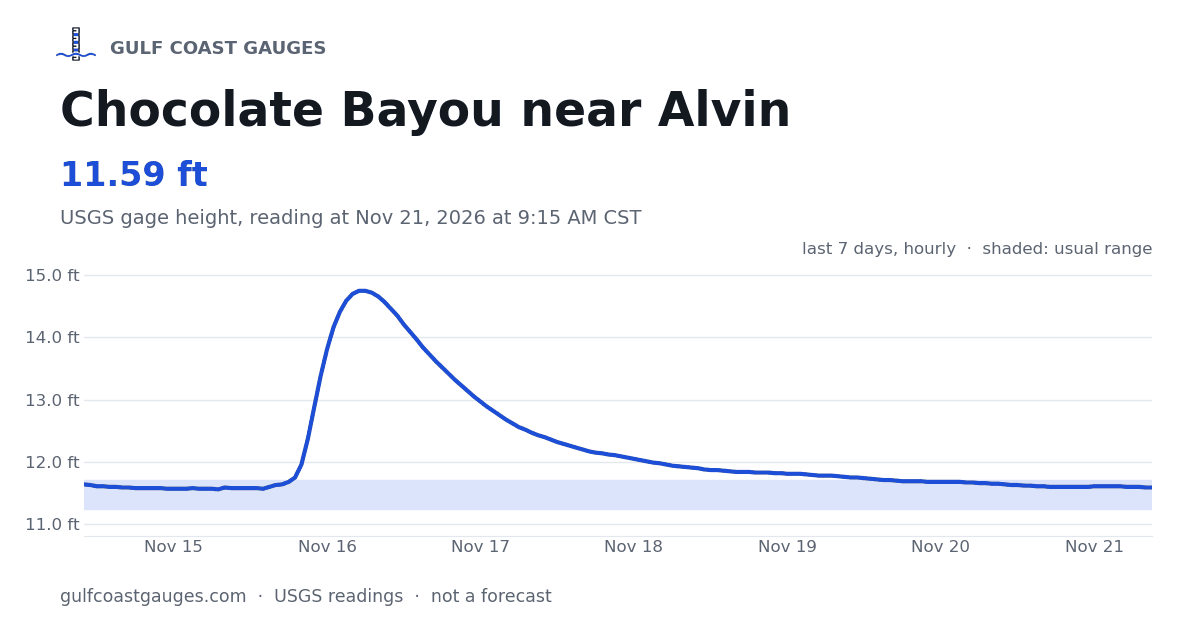 GULF COAST GAUGES
Chocolate Bayou near Alvin
11.59 ft
USGS gage height, reading at Nov 21, 2026 at 9:15 AM CST
last 7 days, hourly · shaded: usual range
15.0 ft
14.0 ft
13.0 ft
12.0 ft
11.0 ft
Nov 15 Nov 16 Nov 17 Nov 18 Nov 19 Nov 20 Nov 21
gulfcoastgauges.com · USGS readings · not a forecast